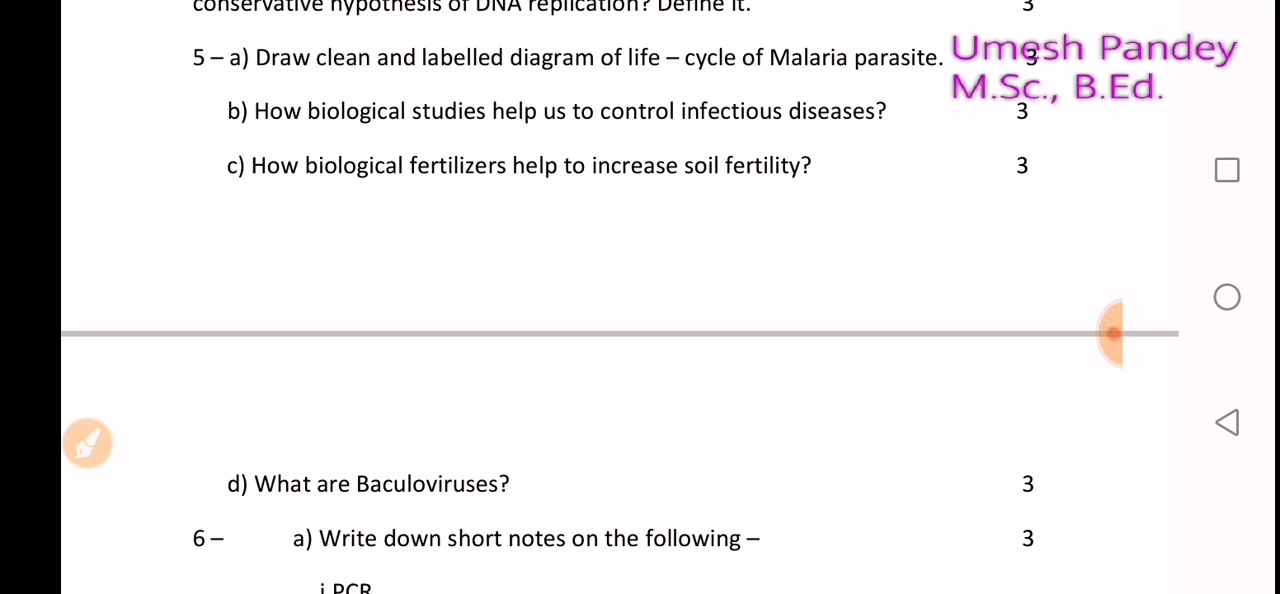 conservative hypothesis of DNA replication? Define it. 3
5 – a) Draw clean and labelled diagram of life – cycle of Malaria parasite. 3
Umesh Pandey
M.Sc., B.Ed.
b) How biological studies help us to control infectious diseases? 3
c) How biological fertilizers help to increase soil fertility? 3
d) What are Baculoviruses? 3
6 – a) Write down short notes on the following – 3
i PCR